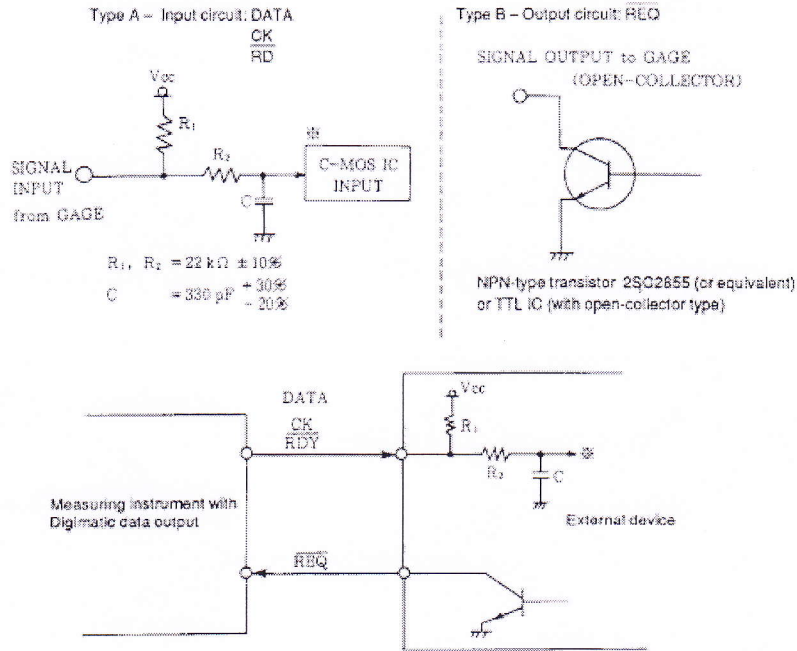 Type A – Input circuit: DATA
CK
RD
Vcc
R₁
R₂
SIGNAL
INPUT
from GAGE
※
C-MOS IC
INPUT
C
R₁, R₂ = 22 kΩ ±10%
C = 330 pF +30%
-20%
Type B – Output circuit: REQ
SIGNAL OUTPUT to GAGE
(OPEN-COLLECTOR)
NPN-type transistor 2SC2855 (or equivalent)
or TTL IC (with open-collector type)
DATA
CK
RDY
Vcc
R₁
R₂
C
※
Measuring instrument with
Digimatic data output
External device
REQ